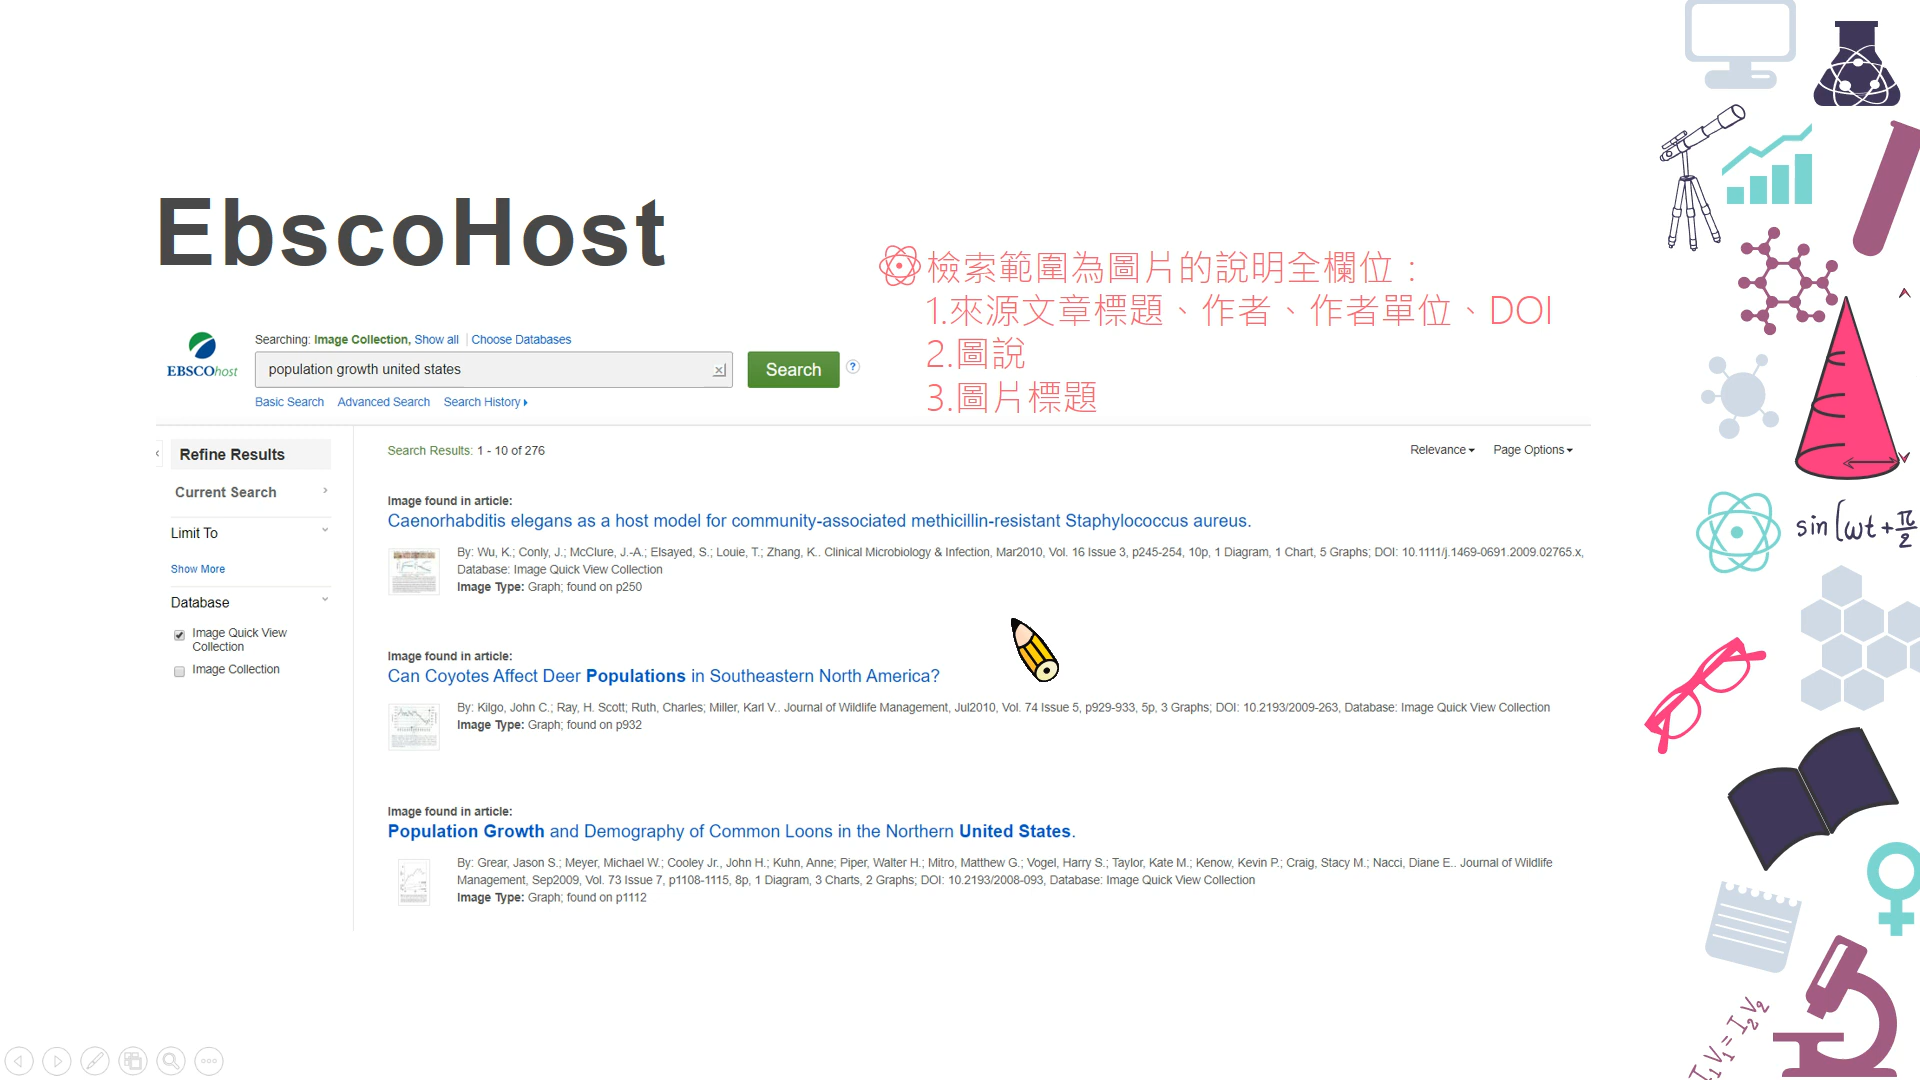 EbscoHost
檢索範圍為圖片的說明全欄位：
1.來源文章標題、作者、作者單位、DOI
2.圖說
3.圖片標題
EBSCOhost
Searching: Image Collection, Show all | Choose Databases
population growth united states
Search
?
Basic Search Advanced Search Search History
Refine Results
Current Search
Limit To
Show More
Database
Image Quick View
Collection
Image Collection
Search Results: 1 - 10 of 276
Relevance Page Options
Image found in article:
Caenorhabditis elegans as a host model for community-associated methicillin-resistant Staphylococcus aureus.
By: Wu, K.; Conly, J.; McClure, J.-A.; Elsayed, S.; Louie, T.; Zhang, K.. Clinical Microbiology & Infection, Mar2010, Vol. 16 Issue 3, p245-254, 10p, 1 Diagram, 1 Chart, 5 Graphs; DOI: 10.1111/j.1469-0691.2009.02765.x,
Database: Image Quick View Collection
Image Type: Graph; found on p250
Image found in article:
Can Coyotes Affect Deer Populations in Southeastern North America?
By: Kilgo, John C.; Ray, H. Scott; Ruth, Charles; Miller, Karl V.. Journal of Wildlife Management, Jul2010, Vol. 74 Issue 5, p929-933, 5p, 3 Graphs; DOI: 10.2193/2009-263, Database: Image Quick View Collection
Image Type: Graph; found on p932
Image found in article:
Population Growth and Demography of Common Loons in the Northern United States.
By: Grear, Jason S.; Meyer, Michael W.; Cooley Jr., John H.; Kuhn, Anne; Piper, Walter H.; Mitro, Matthew G.; Vogel, Harry S.; Taylor, Kate M.; Kenow, Kevin P.; Craig, Stacy M.; Nacci, Diane E.. Journal of Wildlife
Management, Sep2009, Vol. 73 Issue 7, p1108-1115, 8p, 1 Diagram, 3 Charts, 2 Graphs; DOI: 10.2193/2008-093, Database: Image Quick View Collection
Image Type: Graph; found on p1112
sin(ωt+π/2
I₁V₁=I₂V₂